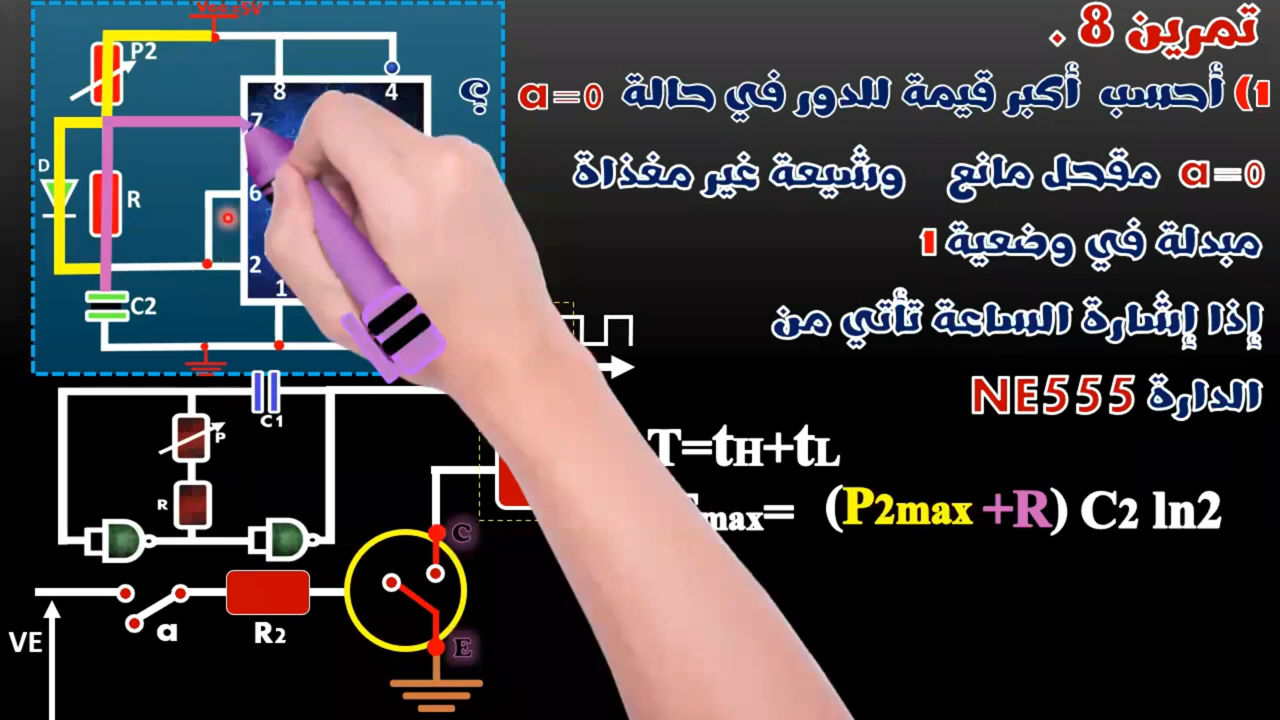 تمرين 8 .
1) أحسب أكبر قيمة للدور في حالة a=0 ؟
a=0 مقحل مانع وشيعة غير مغذاة
مبدلة في وضعية 1
إذا إشارة الساعة تأتي من
الدارة NE555
T=tH+tL
max= (P2max +R) C2 ln2
Vcc=+5V
P2
8
4
7
D
R
6
2
C2
1
C1
P
R
C
VE
a
R2
E